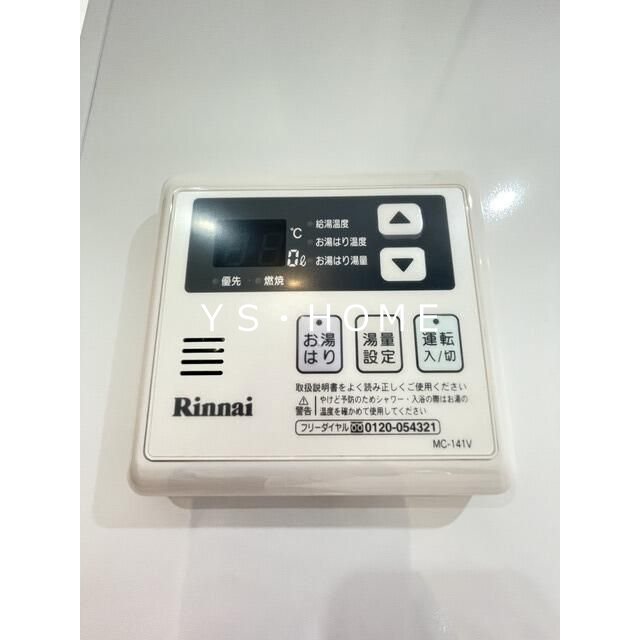 給湯温度
℃
お湯はり温度
0ℓ
お湯はり湯量
優先
燃焼
YS・HOME
お湯はり
湯量設定
運転入/切
取扱説明書をよく読み正しくご使用ください
警告
やけど予防のためシャワー・入浴の際はお湯の
温度を確かめて使用してください
Rinnai
フリーダイヤル 0120-054321
MC-141V